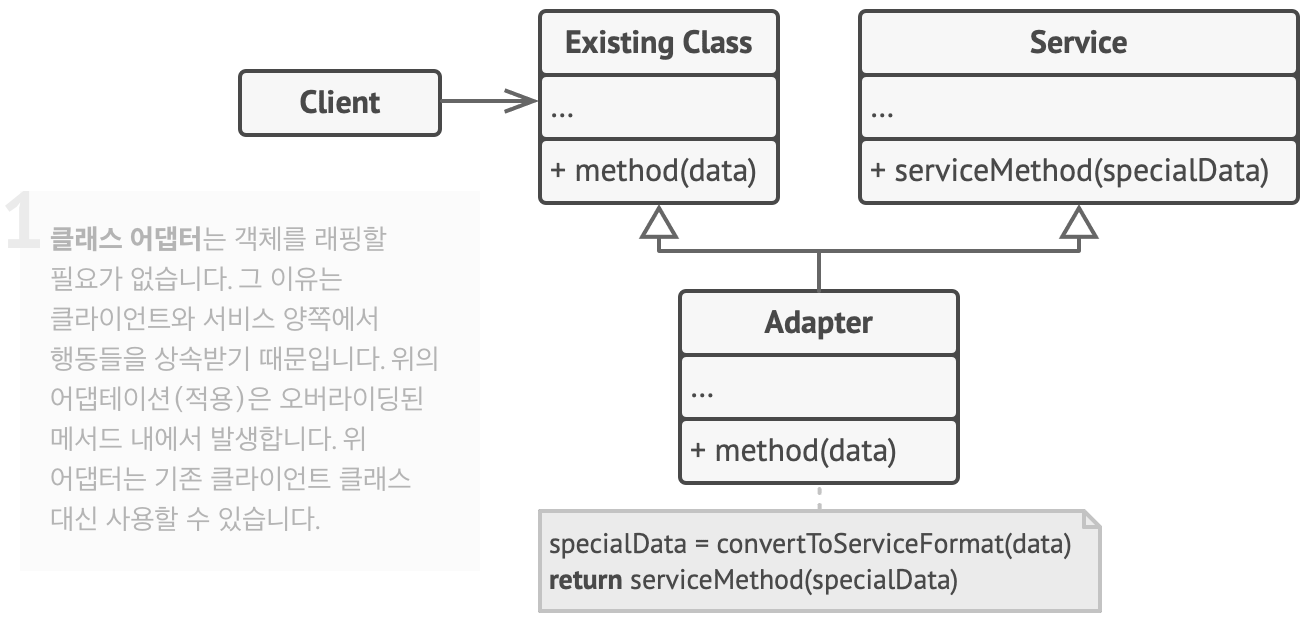 Existing Class
...
+ method(data)
Service
...
+ serviceMethod(specialData)
Client
1
클래스 어댑터는 객체를 래핑할
필요가 없습니다. 그 이유는
클라이언트와 서비스 양쪽에서
행동들을 상속받기 때문입니다. 위의
어댑테이션(적용)은 오버라이딩된
메서드 내에서 발생합니다. 위
어댑터는 기존 클라이언트 클래스
대신 사용할 수 있습니다.
Adapter
...
+ method(data)
specialData = convertToServiceFormat(data)
return serviceMethod(specialData)